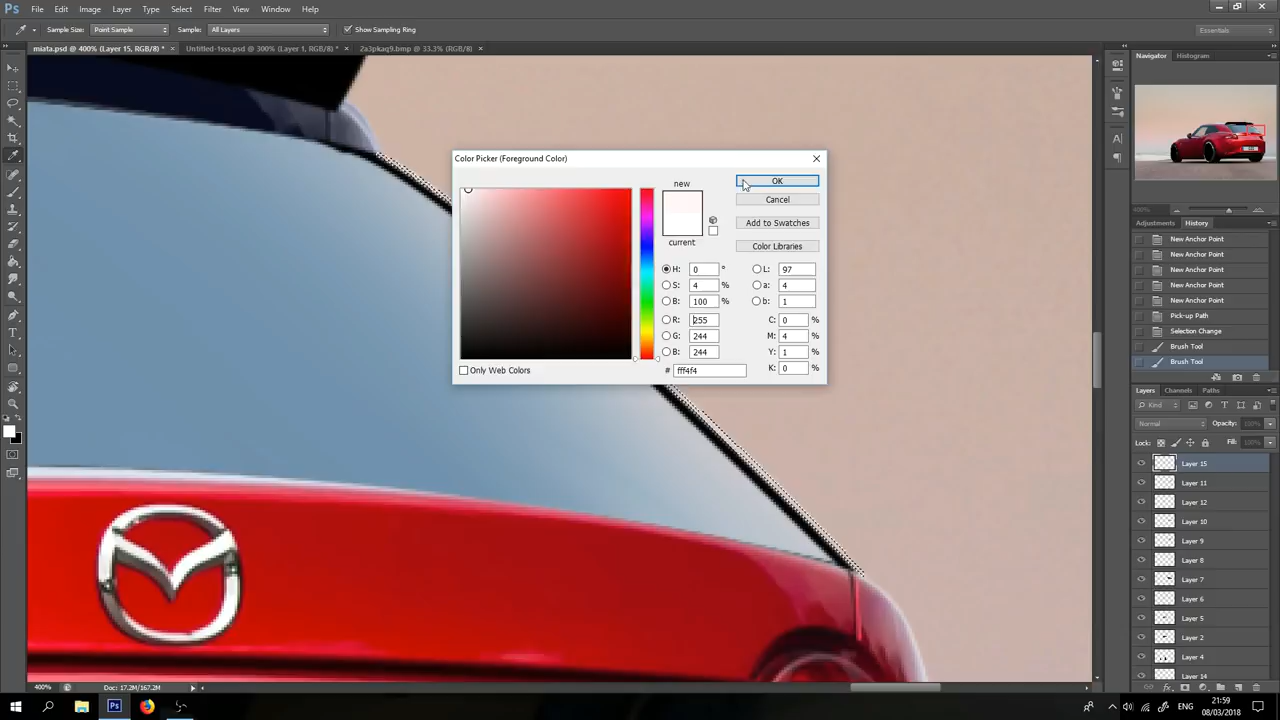 Ps File Edit Image Layer Type Select Filter View Window Help
Sample Size: Point Sample Sample: All Layers Show Sampling Ring Essentials
miata.psd @ 400% (Layer 15, RGB/8) * × Untitled-1sss.psd @ 300% (Layer 1, RGB/8) * × 2a3pkaq9.bmp @ 33.3% (RGB/8) ×
Navigator Histogram
400%
Adjustments History
New Anchor Point
New Anchor Point
New Anchor Point
New Anchor Point
New Anchor Point
Pick-up Path
Selection Change
Brush Tool
Brush Tool
Layers Channels Paths
Kind
Normal Opacity: 100%
Lock: Fill: 100%
Layer 15
Layer 11
Layer 12
Layer 10
Layer 9
Layer 8
Layer 7
Layer 6
Layer 5
Layer 2
Layer 4
Layer 14
Color Picker (Foreground Color)
new
current
OK
Cancel
Add to Swatches
Color Libraries
H: 0 ° L: 97
S: 4 % a: 4
B: 100 % b: 1
R: 255 C: 0 %
G: 244 M: 4 %
B: 244 Y: 1 %
# fff4f4 K: 0 %
Only Web Colors
400% Doc: 17.2M/167.2M
ENG 21:59
08/03/2018